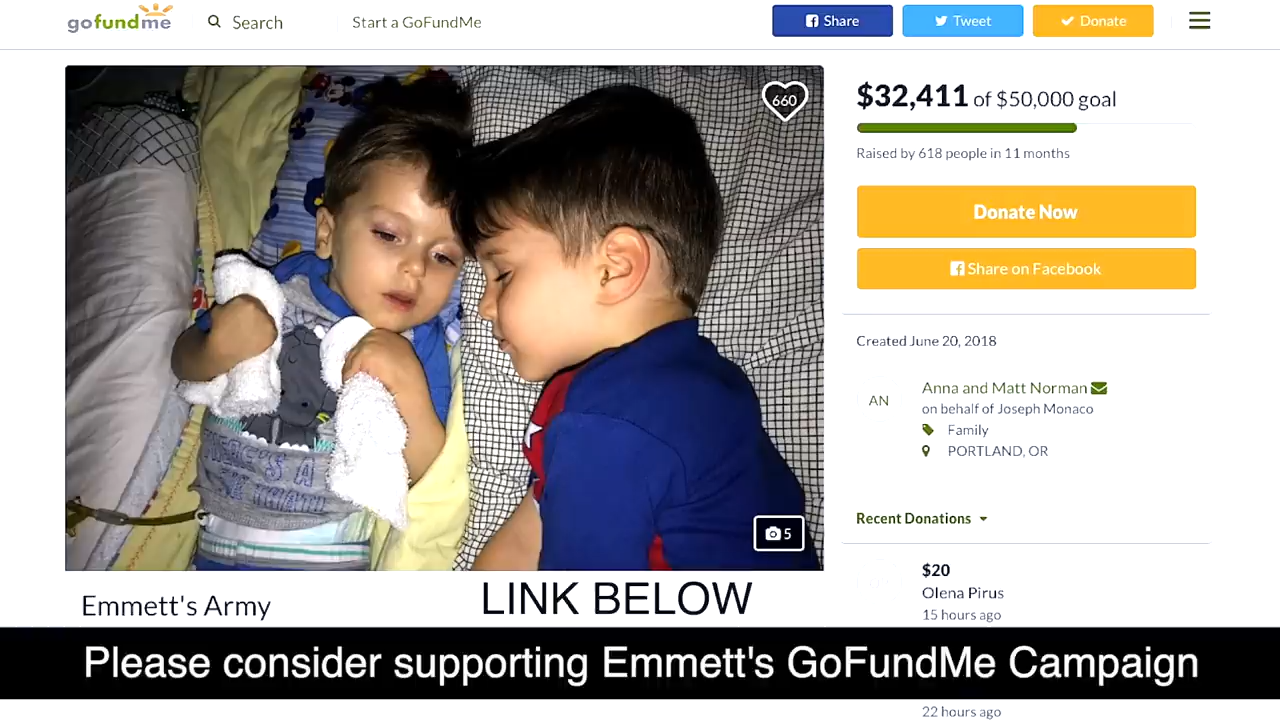 gofundme
Search
Start a GoFundMe
Share
Tweet
Donate
660
$32,411 of $50,000 goal
Raised by 618 people in 11 months
Donate Now
Share on Facebook
Created June 20, 2018
AN
Anna and Matt Norman
on behalf of Joseph Monaco
Family
PORTLAND, OR
Recent Donations
5
$20
Olena Pirus
15 hours ago
Emmett's Army
LINK BELOW
Please consider supporting Emmett's GoFundMe Campaign
22 hours ago